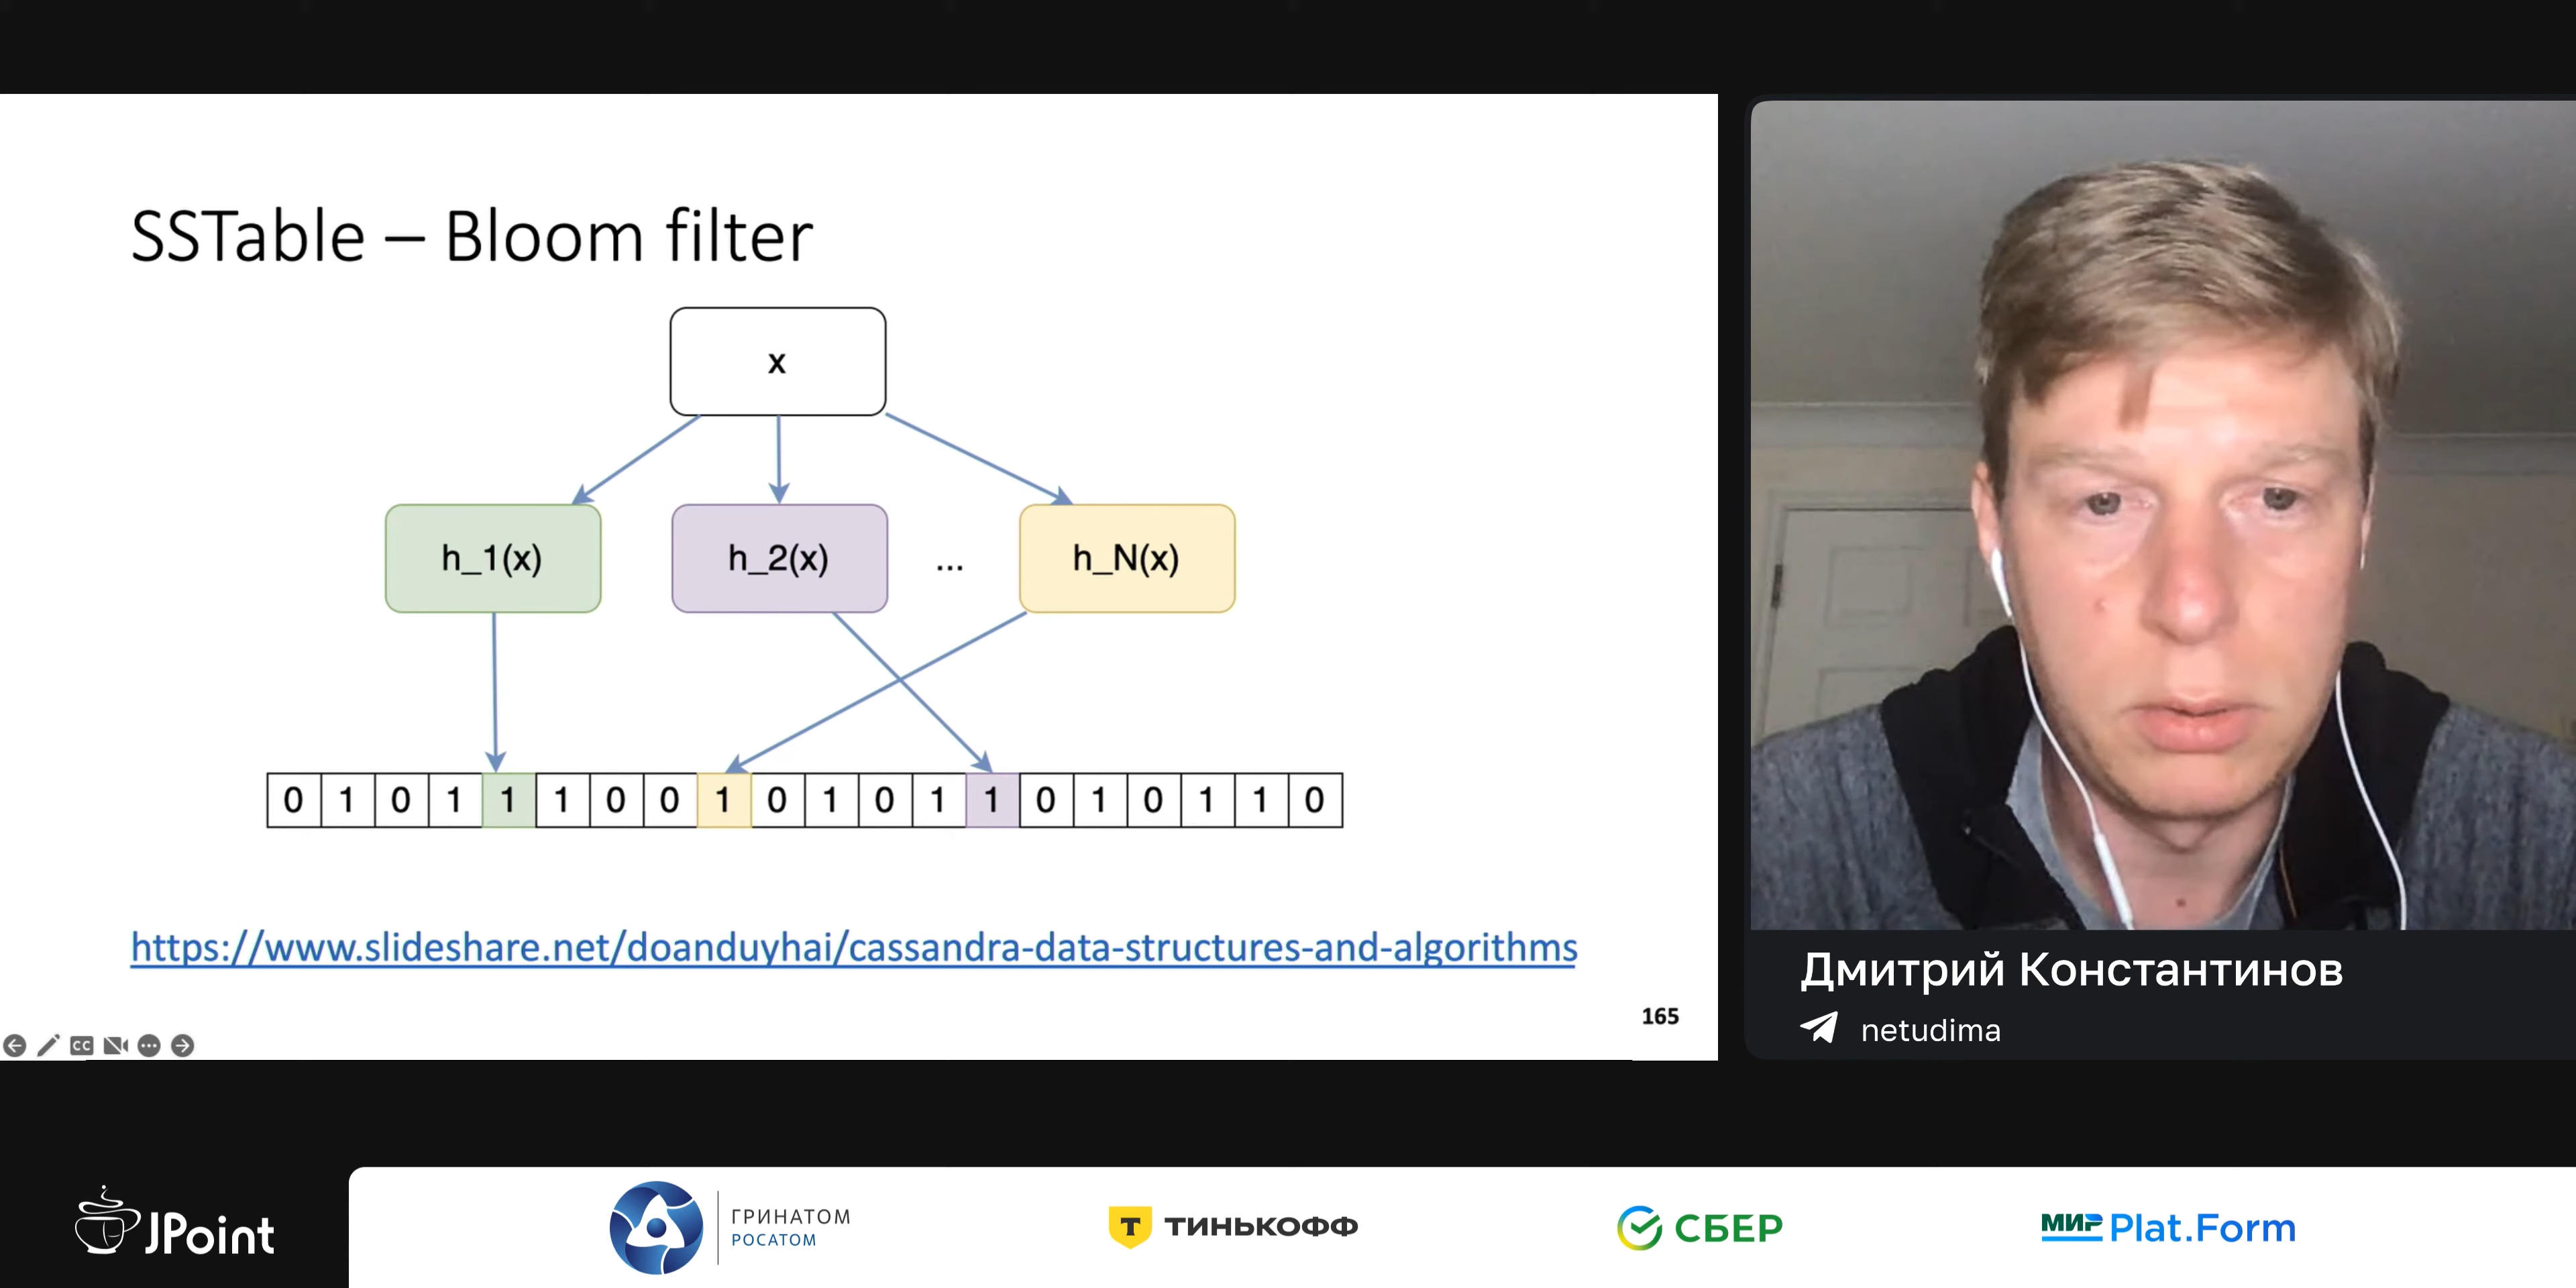 SSTable – Bloom filter
x
h_1(x) h_2(x) ... h_N(x)
0 1 0 1 1 1 0 0 1 0 1 0 1 1 0 1 0 1 1 0
https://www.slideshare.net/doanduyhai/cassandra-data-structures-and-algorithms
165
CC
Дмитрий Константинов
netudima
JPoint
ГРИНАТОМ
РОСАТОМ
Т ТИНЬКОФФ
СБЕР
МИР Plat.Form